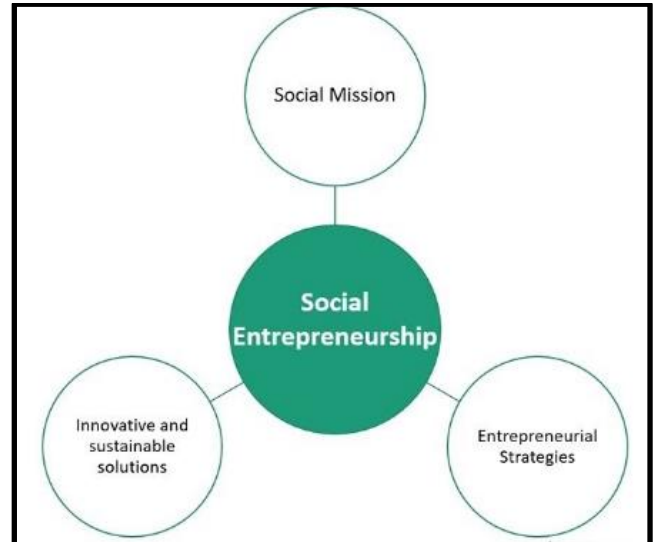 Social Mission
Social
Entrepreneurship
Innovative and
sustainable
solutions
Entrepreneurial
Strategies